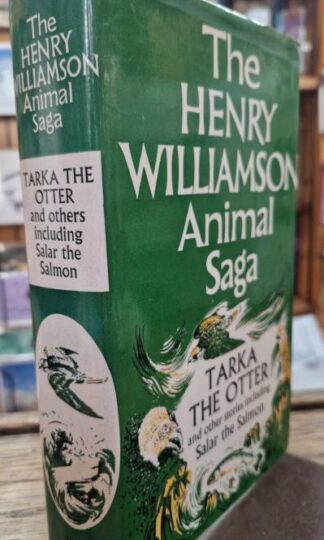 The
HENRY
WILLIAMSON
Animal
Saga
TARKA THE
OTTER
and others
including
Salar the
Salmon
The
HENRY
WILLIAMSON
Animal
Saga
TARKA
THE OTTER
and other stories including
Salar the Salmon